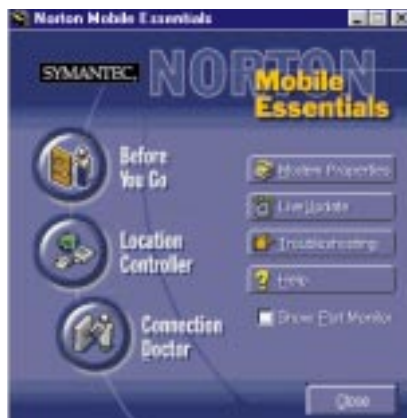 Norton Mobile Essentials
SYMANTEC.
NORTON
Mobile
Essentials
Before
You Go
Location
Controller
Connection
Doctor
Modem Properties
LiveUpdate
Troubleshooting
Help
Show Port Monitor
Close